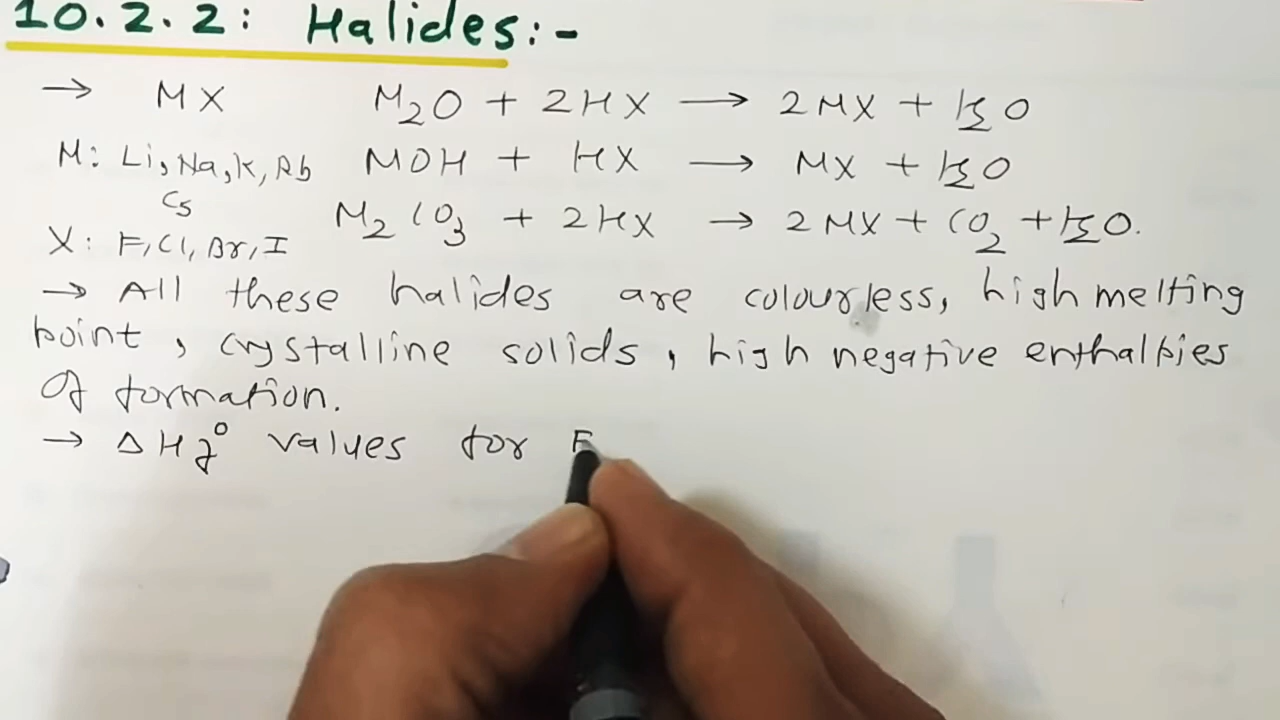 10.2.2: Halides:-
→ MX M₂O + 2HX → 2MX + H₂O
M: Li, Na, K, Rb MOH + HX → MX + H₂O
Cs
M₂CO₃ + 2HX → 2MX + CO₂ + H₂O.
X: F, Cl, Br, I
→ All these halides are colourless, high melting
point, crystalline solids, high negative enthalpies
of formation.
→ ΔHf° values for F